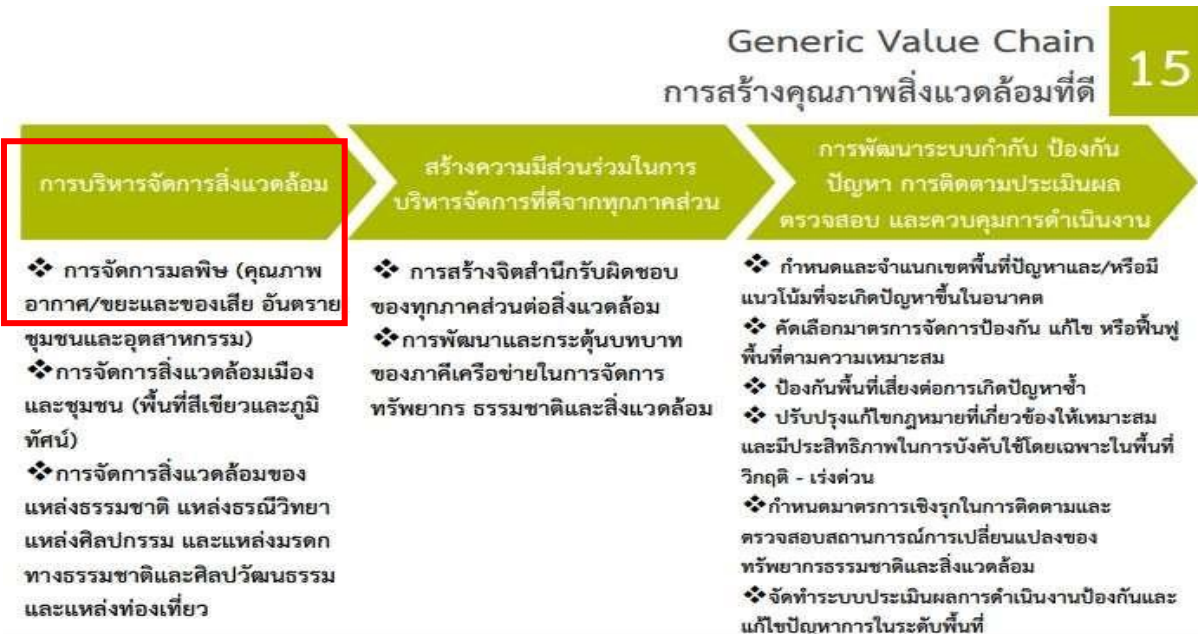 Generic Value Chain
การสร้างคุณภาพสิ่งแวดล้อมที่ดี
15
การบริหารจัดการสิ่งแวดล้อม
❖ การจัดการมลพิษ (คุณภาพ
อากาศ/ขยะและของเสีย อันตราย
ชุมชนและอุตสาหกรรม)
❖การจัดการสิ่งแวดล้อมเมือง
และชุมชน (พื้นที่สีเขียวและภูมิ
ทัศน์)
❖การจัดการสิ่งแวดล้อมของ
แหล่งธรรมชาติ แหล่งธรณีวิทยา
แหล่งศิลปกรรม และแหล่งมรดก
ทางธรรมชาติและศิลปวัฒนธรรม
และแหล่งท่องเที่ยว
สร้างความมีส่วนร่วมในการ
บริหารจัดการที่ดีจากทุกภาคส่วน
❖ การสร้างจิตสำนึกรับผิดชอบ
ของทุกภาคส่วนต่อสิ่งแวดล้อม
❖การพัฒนาและกระตุ้นบทบาท
ของภาคีเครือข่ายในการจัดการ
ทรัพยากร ธรรมชาติและสิ่งแวดล้อม
การพัฒนาระบบกำกับ ป้องกัน
ปัญหา การติดตามประเมินผล
ตรวจสอบ และควบคุมการดำเนินงาน
❖ กำหนดและจำแนกเขตพื้นที่ปัญหาและ/หรือมี
แนวโน้มที่จะเกิดปัญหาขึ้นในอนาคต
❖ คัดเลือกมาตรการจัดการป้องกัน แก้ไข หรือฟื้นฟู
พื้นที่ตามความเหมาะสม
❖ ป้องกันพื้นที่เสี่ยงต่อการเกิดปัญหาซ้ำ
❖ ปรับปรุงแก้ไขกฎหมายที่เกี่ยวข้องให้เหมาะสม
และมีประสิทธิภาพในการบังคับใช้โดยเฉพาะในพื้นที่
วิกฤติ - เร่งด่วน
❖กำหนดมาตรการเชิงรุกในการติดตามและ
ตรวจสอบสถานการณ์การเปลี่ยนแปลงของ
ทรัพยากรธรรมชาติและสิ่งแวดล้อม
❖จัดทำระบบประเมินผลการดำเนินงานป้องกันและ
แก้ไขปัญหาการในระดับพื้นที่